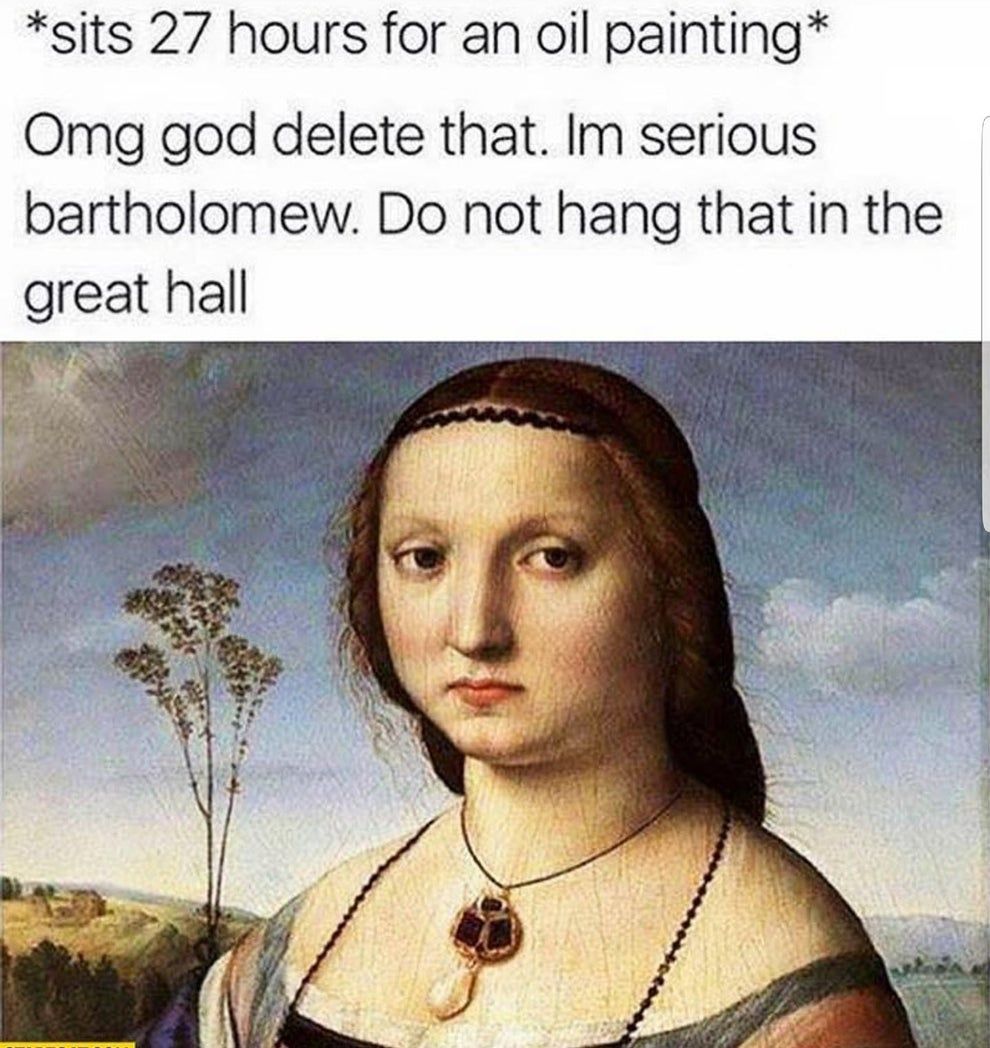 *sits 27 hours for an oil painting*
Omg god delete that. Im serious
bartholomew. Do not hang that in the
great hall